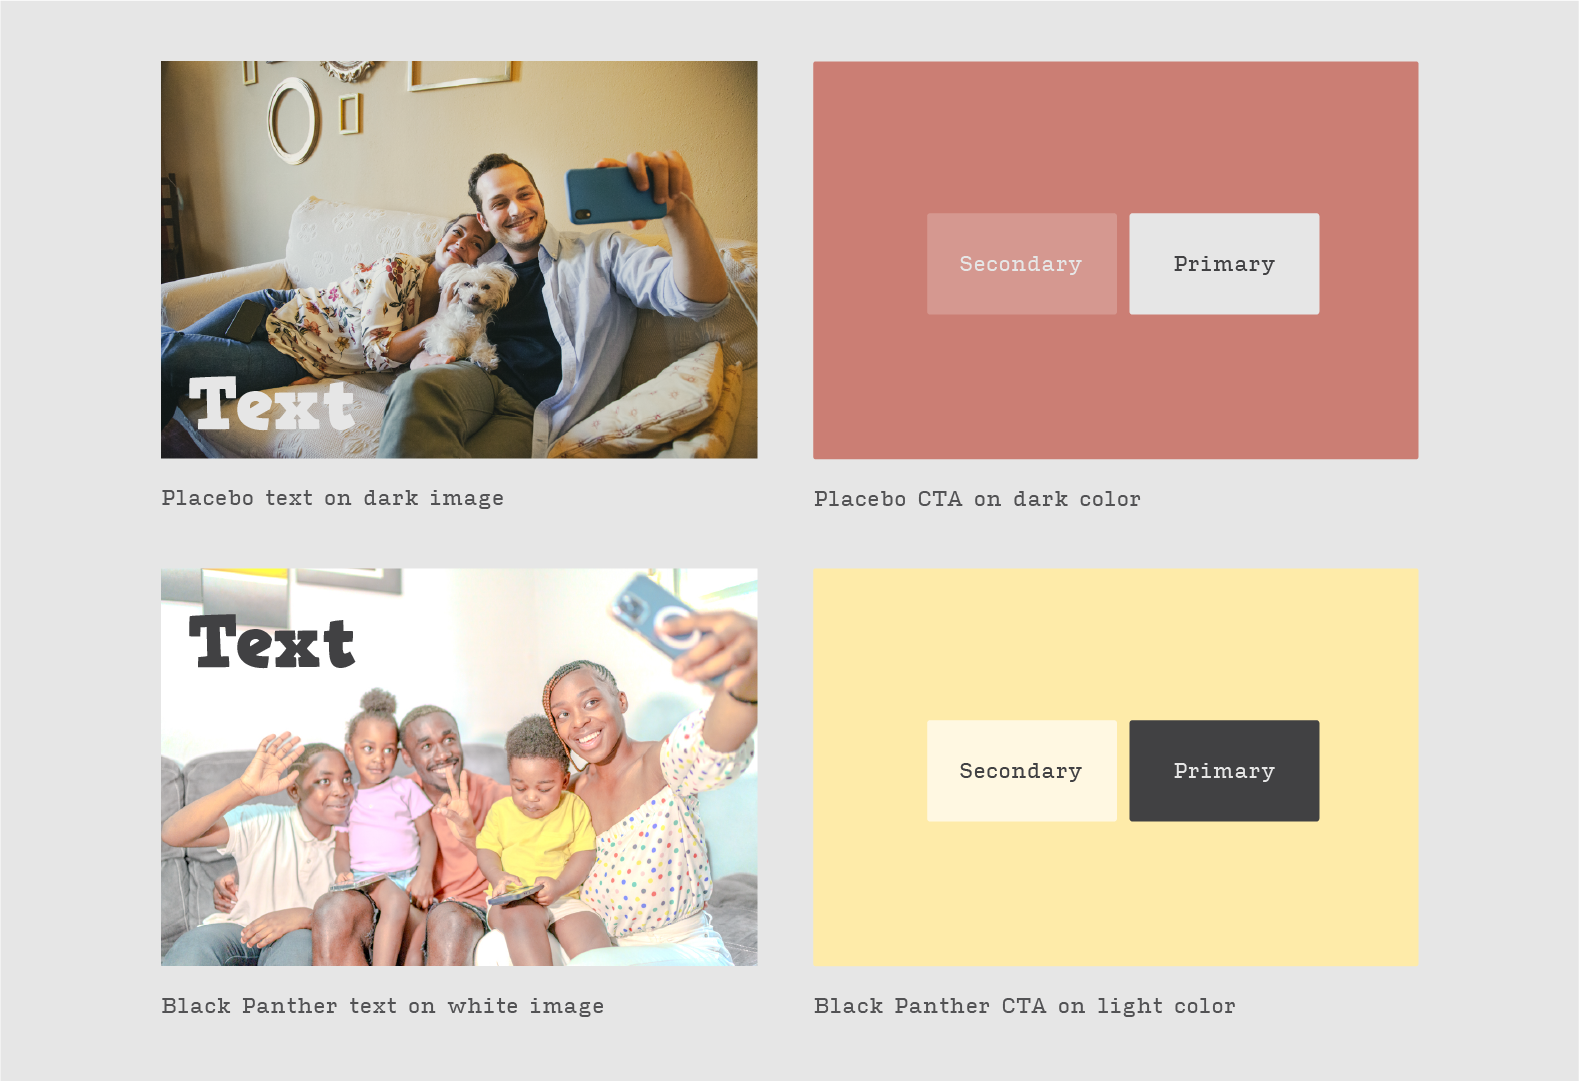 Text
Secondary
Primary
Placebo text on dark image
Placebo CTA on dark color
Text
Secondary
Primary
Black Panther text on white image
Black Panther CTA on light color